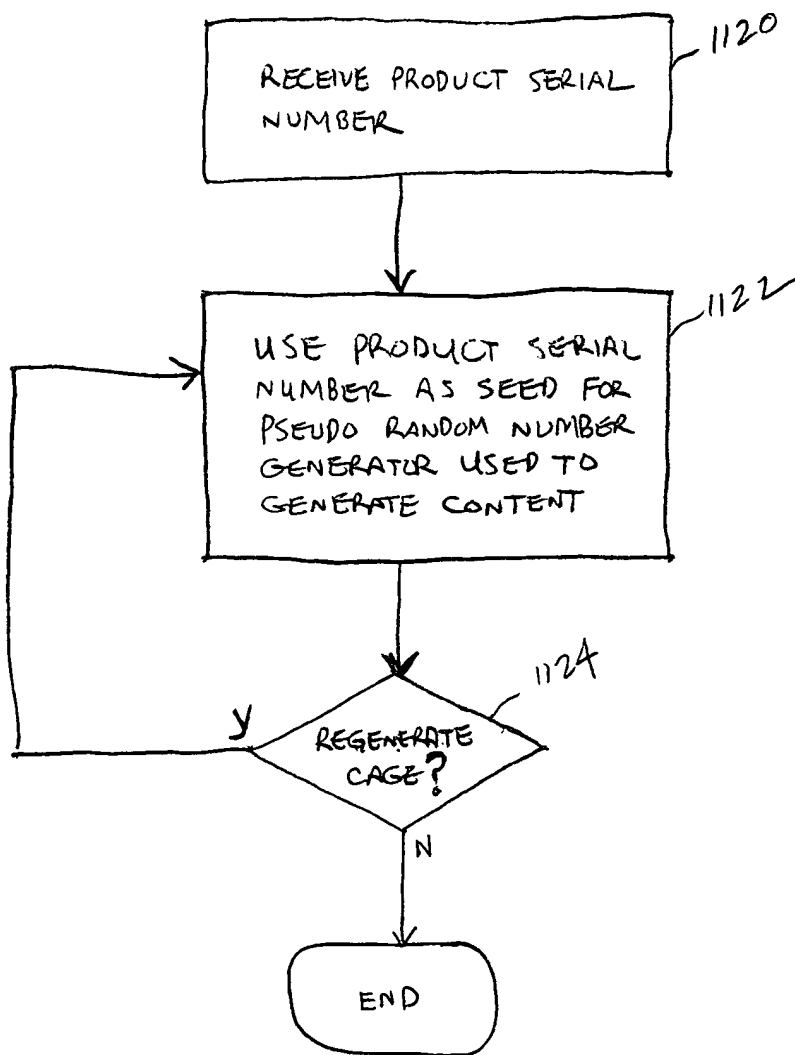 1120
RECEIVE PRODUCT SERIAL
NUMBER
1122
USE PRODUCT SERIAL
NUMBER AS SEED FOR
PSEUDO RANDOM NUMBER
GENERATOR USED TO
GENERATE CONTENT
1124
Y
REGENERATE
CAGE?
N
END